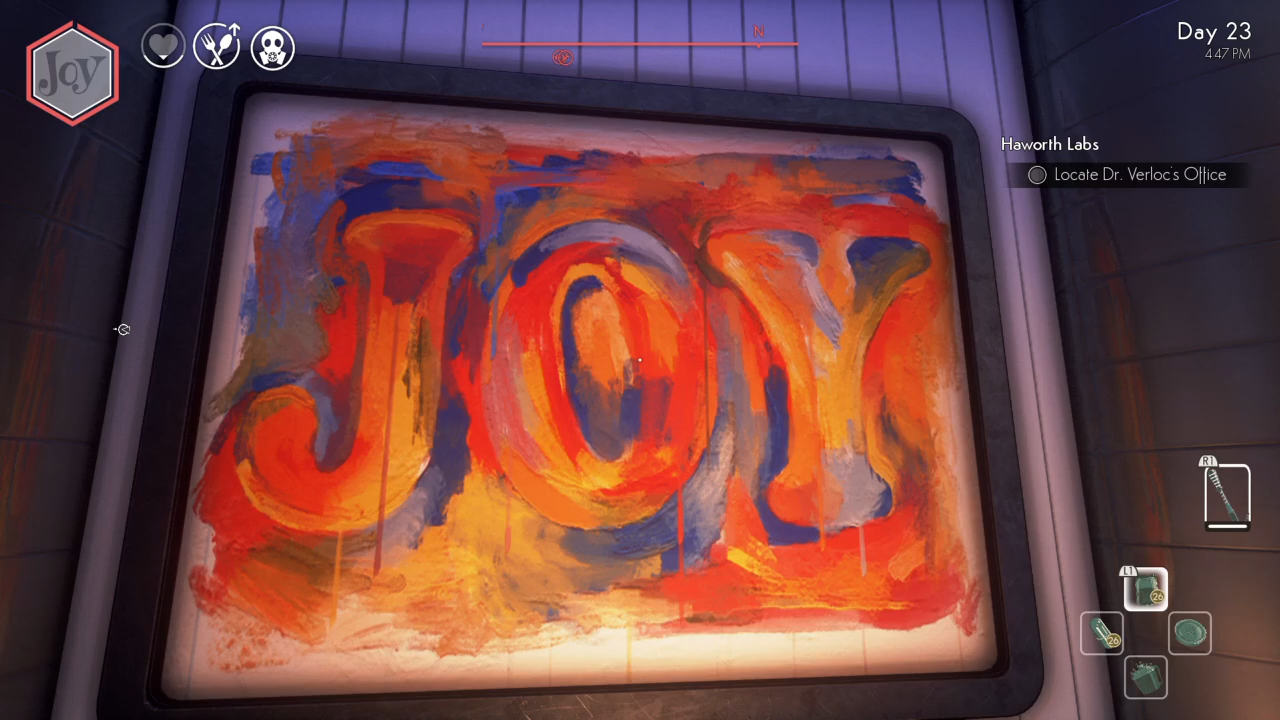 Joy
N
Day 23
4:47 PM
Haworth Labs
Locate Dr. Verloc's Office
JOY
R1
L1
26
26